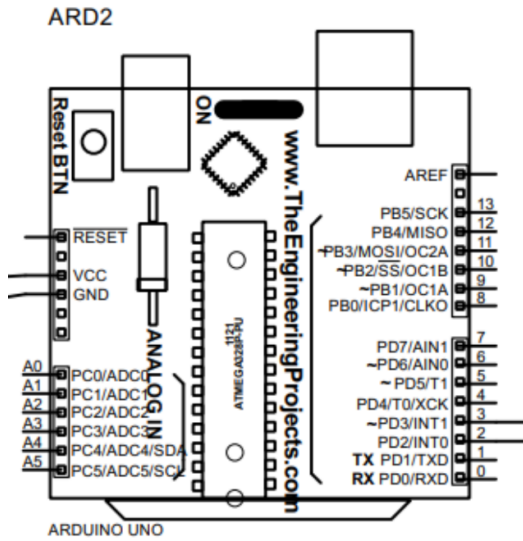 ARD2
Reset BTN
ON
www.TheEngineeringProjects.com
RESET
VCC
GND
ANALOG IN
1121
ATMEGA328P-PU
A0 PC0/ADC0
A1 PC1/ADC1
A2 PC2/ADC2
A3 PC3/ADC3
A4 PC4/ADC4/SDA
A5 PC5/ADC5/SCL
AREF
PB5/SCK 13
PB4/MISO 12
~PB3/MOSI/OC2A 11
~PB2/SS/OC1B 10
~PB1/OC1A 9
PB0/ICP1/CLKO 8
PD7/AIN1 7
~PD6/AIN0 6
~PD5/T1 5
PD4/T0/XCK 4
~PD3/INT1 3
PD2/INT0 2
TX PD1/TXD 1
RX PD0/RXD 0
ARDUINO UNO